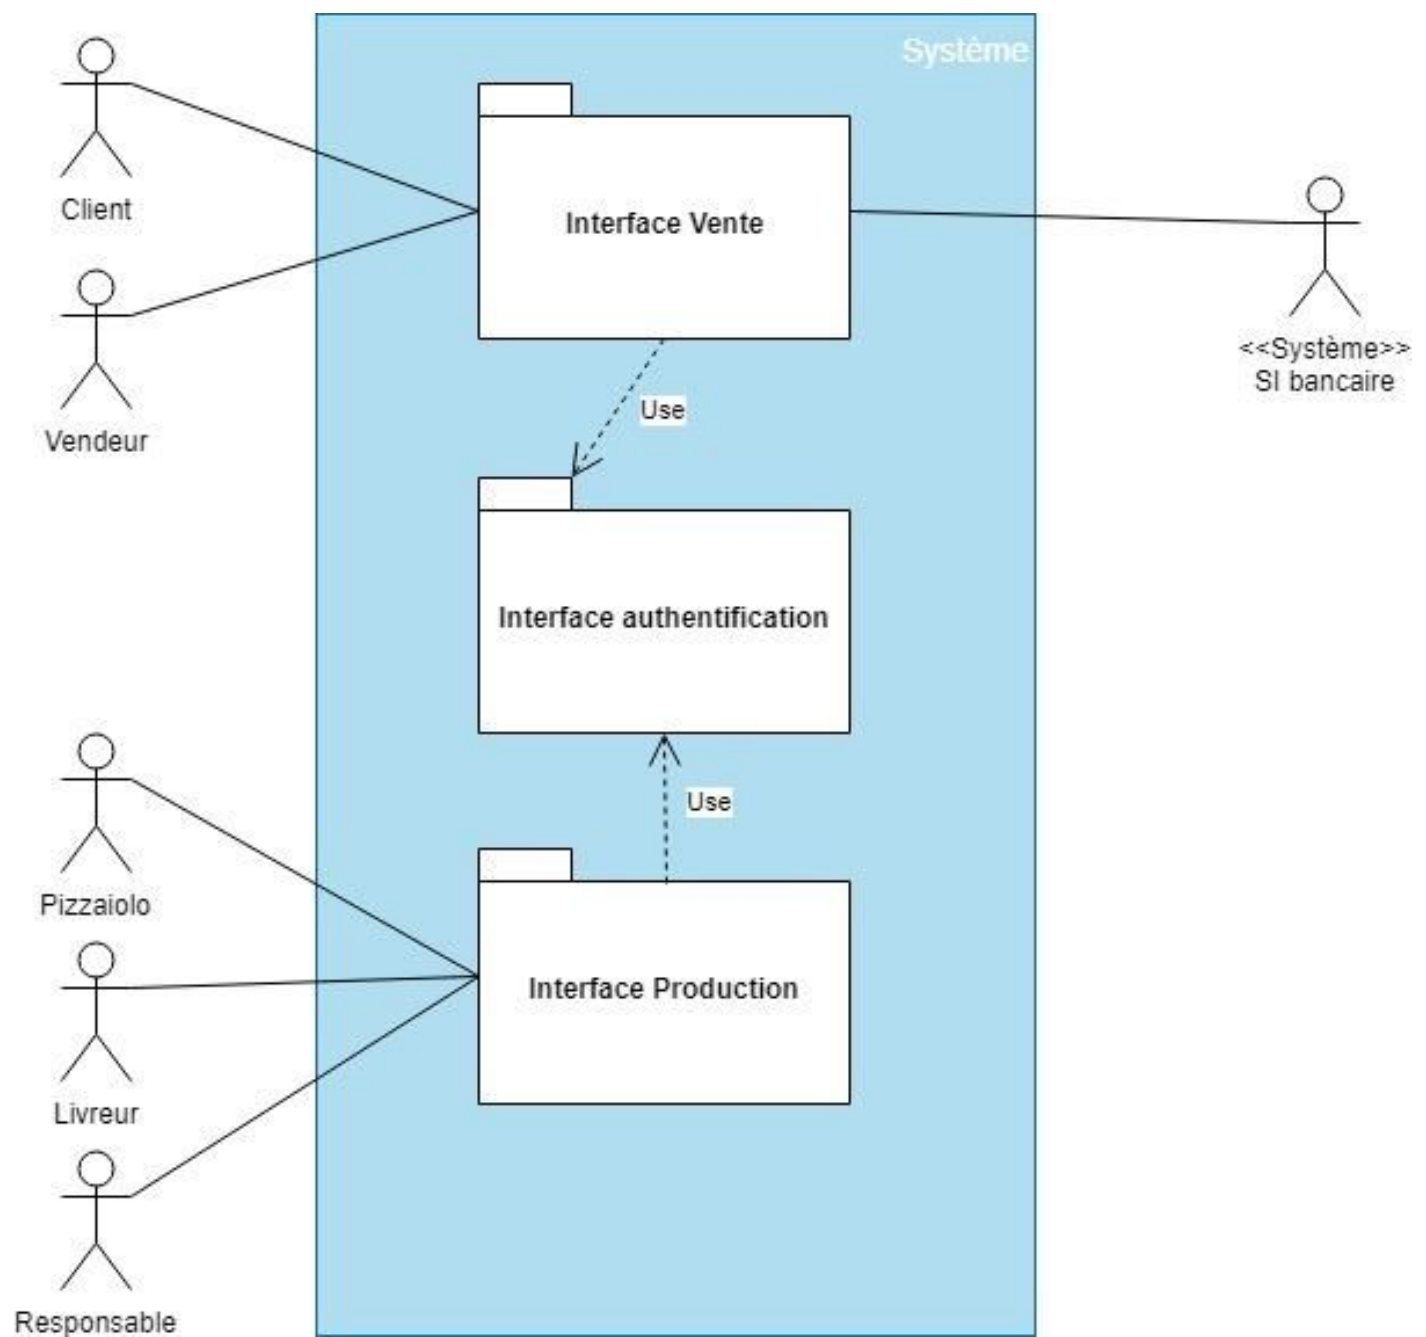 Système
Client
Interface Vente
<<Système>>
SI bancaire
Vendeur
Use
Interface authentification
Use
Pizzaiolo
Interface Production
Livreur
Responsable